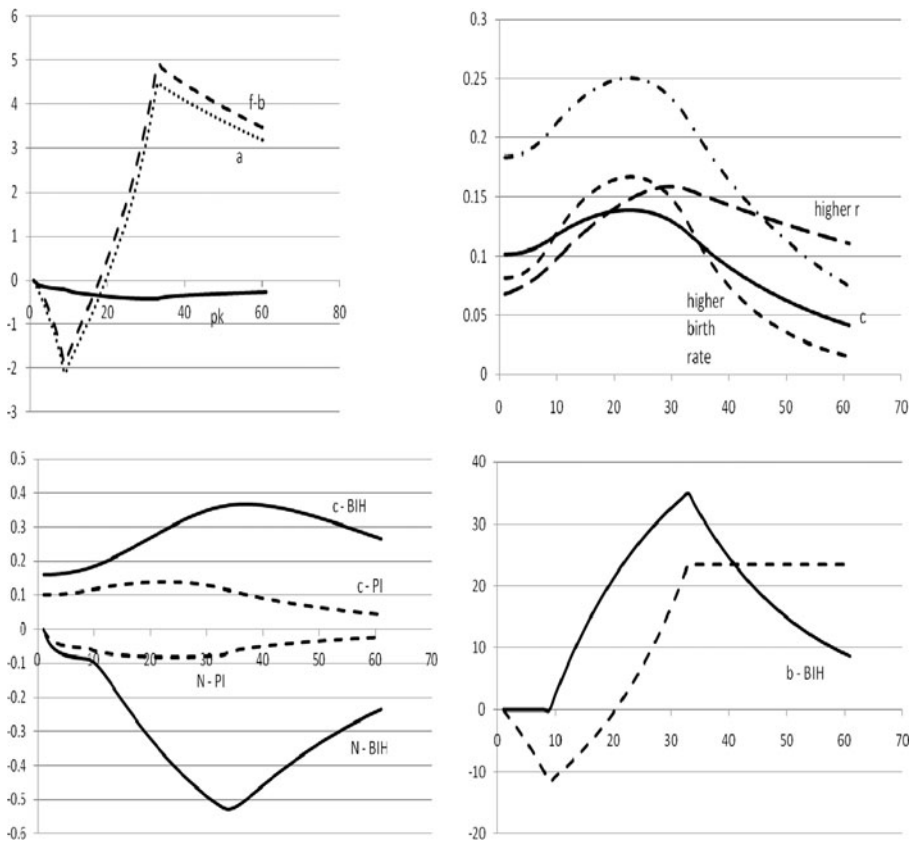 6
5
4
3
2
1
0
-1
-2
-3
f-b
a
pk
0 20 40 60 80
0.3
0.25
0.2
0.15
0.1
0.05
0
higher r
higher
birth
rate
c
0 10 20 30 40 50 60 70
0.5
0.4
0.3
0.2
0.1
0
-0.1
-0.2
-0.3
-0.4
-0.5
-0.6
c - BIH
c - PI
0 10 20 30 40 50 60 70
N - PI
N - BIH
40
30
20
10
0
-10
-20
b - BIH
0 10 20 30 40 50 60 70